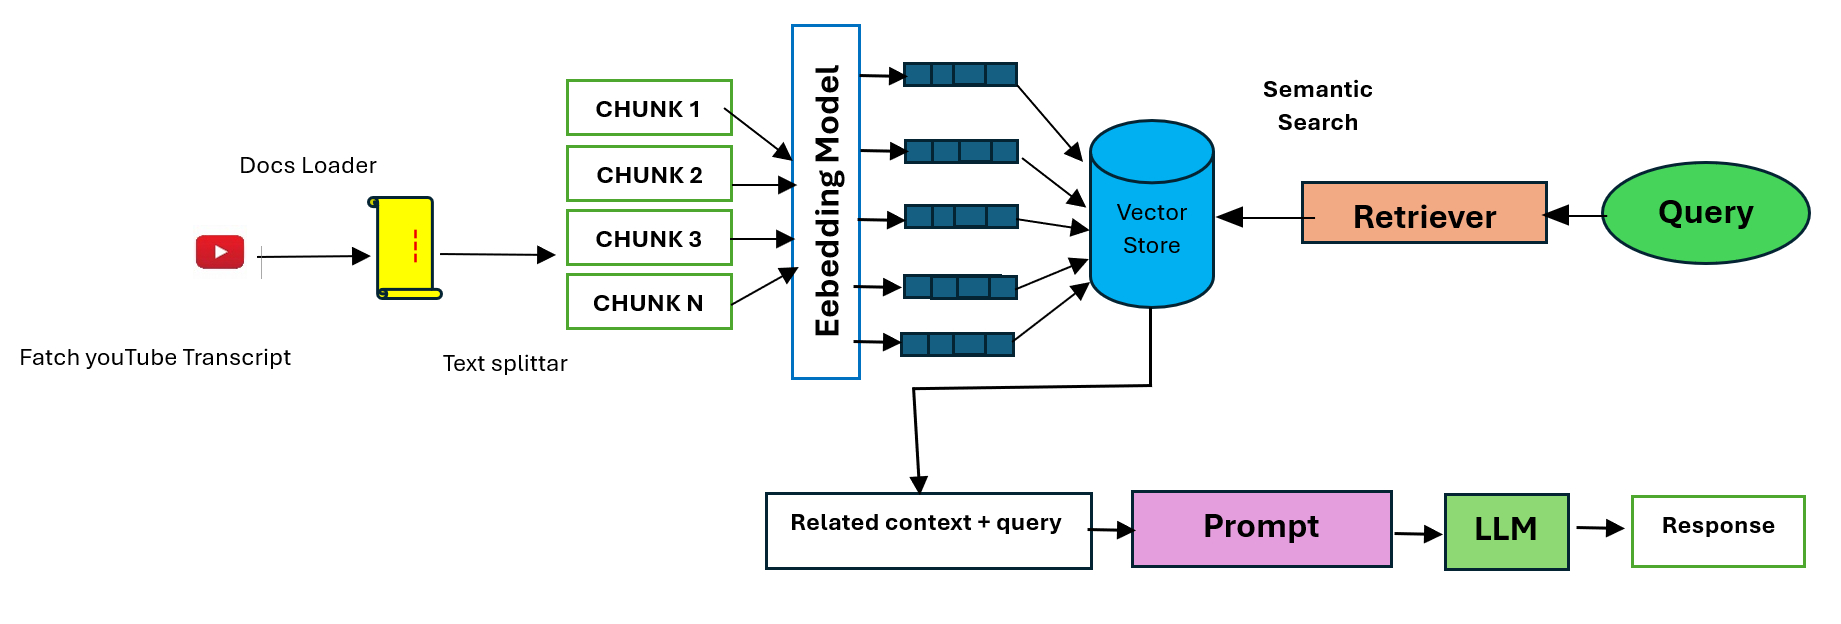 Docs Loader
Fatch youTube Transcript
Text splittar
CHUNK 1
CHUNK 2
CHUNK 3
CHUNK N
Eebedding Model
Vector
Store
Semantic
Search
Retriever
Query
Related context + query
Prompt
LLM
Response